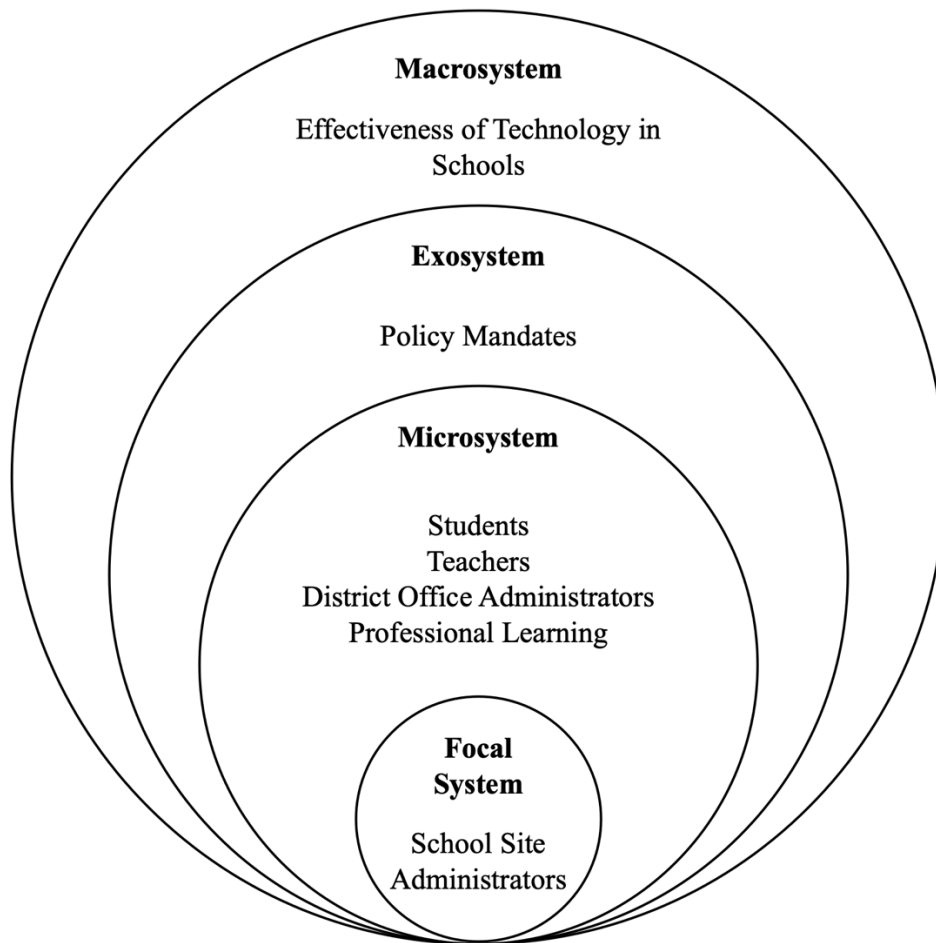 Macrosystem
Effectiveness of Technology in
Schools
Exosystem
Policy Mandates
Microsystem
Students
Teachers
District Office Administrators
Professional Learning
Focal
System
School Site
Administrators